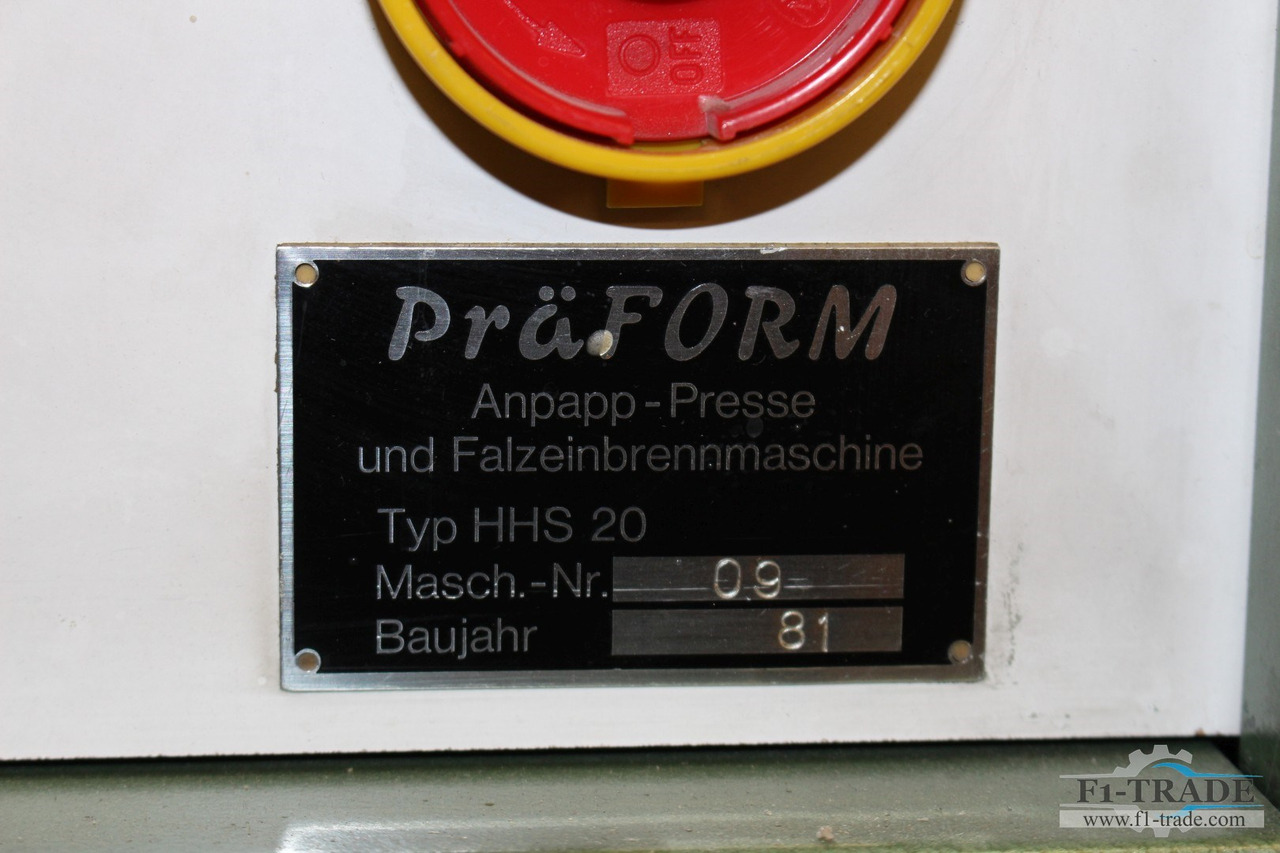 OFF
PräFORM
Anpapp-Presse
und Falzeinbrennmaschine
Typ HHS 20
Masch.-Nr. 09
Baujahr 81
F1-TRADE
www.f1-trade.com